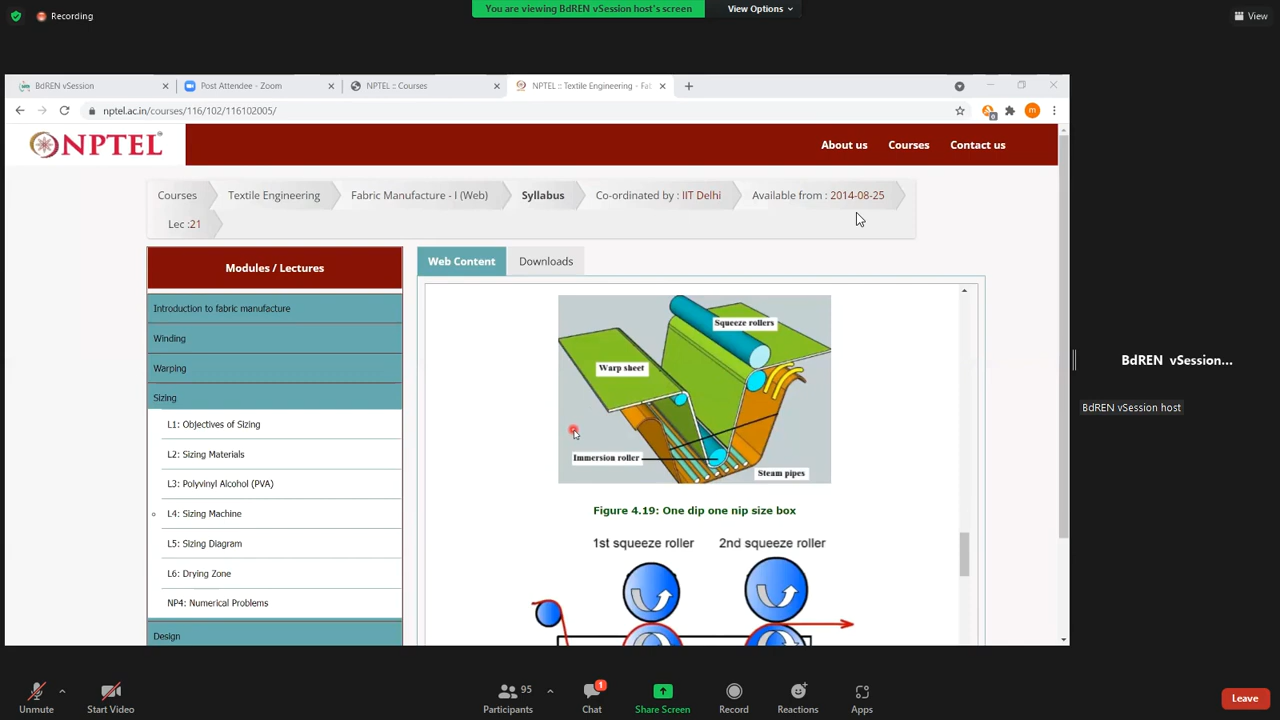 Recording
You are viewing BdREN vSession host's screen
View Options
View
BdREN vSession
Post Attendee - Zoom
NPTEL :: Courses
NPTEL :: Textile Engineering - Fab
nptel.ac.in/courses/116/102/116102005/
m
NPTEL
About us
Courses
Contact us
Courses
Textile Engineering
Fabric Manufacture - I (Web)
Syllabus
Co-ordinated by : IIT Delhi
Available from : 2014-08-25
Lec :21
Modules / Lectures
Introduction to fabric manufacture
Winding
Warping
Sizing
L1: Objectives of Sizing
L2: Sizing Materials
L3: Polyvinyl Alcohol (PVA)
L4: Sizing Machine
L5: Sizing Diagram
L6: Drying Zone
NP4: Numerical Problems
Design
Web Content
Downloads
Squeeze rollers
Warp sheet
Immersion roller
Steam pipes
Figure 4.19: One dip one nip size box
1st squeeze roller
2nd squeeze roller
BdREN vSession...
BdREN vSession host
Unmute
Start Video
95
Participants
1
Chat
Share Screen
Record
Reactions
Apps
Leave